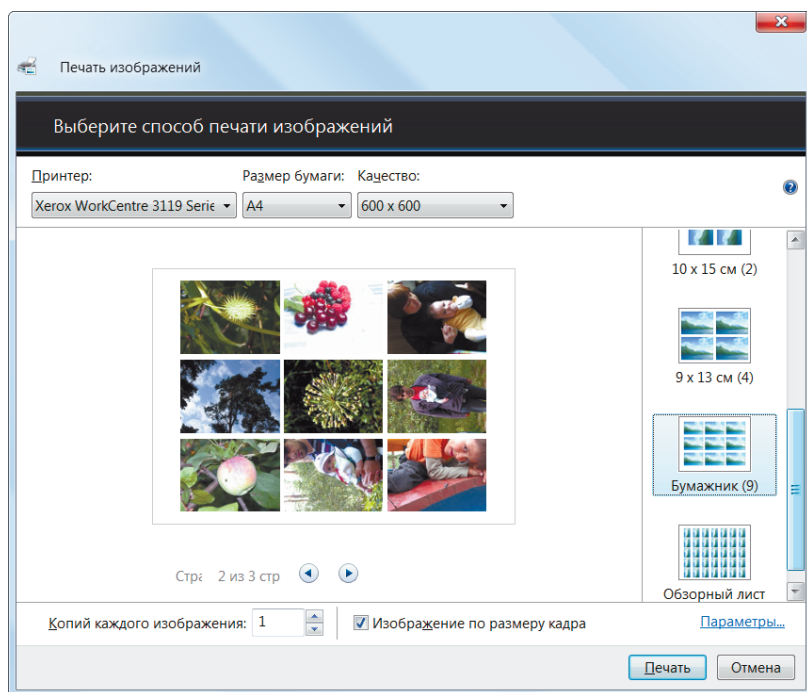 Печать изображений
Выберите способ печати изображений
Принтер: Размер бумаги: Качество:
Xerox WorkCentre 3119 Serie A4 600 x 600
10 x 15 см (2)
9 x 13 см (4)
Бумажник (9)
Обзорный лист
Стра 2 из 3 стр
Копий каждого изображения: 1 Изображение по размеру кадра Параметры...
Печать Отмена